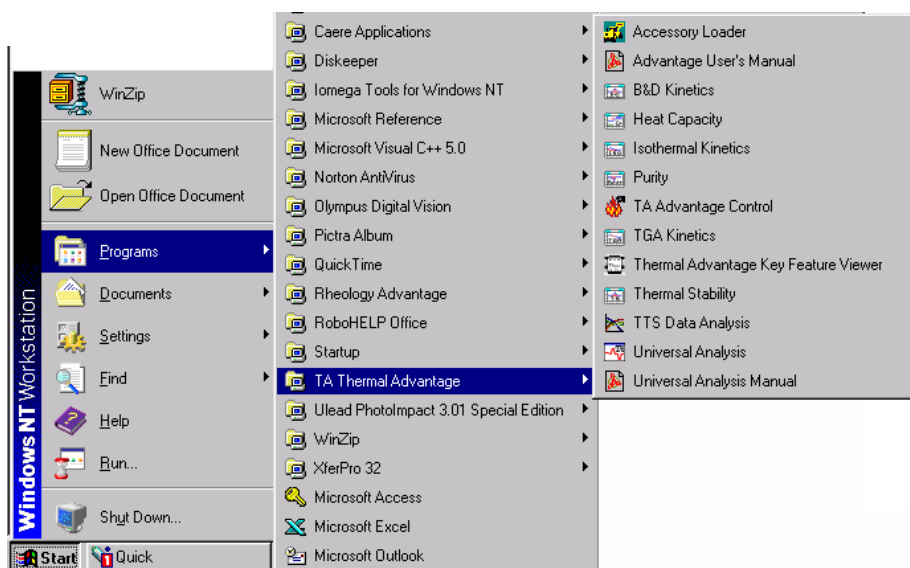 WinZip
New Office Document
Open Office Document
Programs
Documents
Settings
Find
Help
Run...
Shut Down...
Windows NT Workstation
Start
Quick
Caere Applications
Diskeeper
Iomega Tools for Windows NT
Microsoft Reference
Microsoft Visual C++ 5.0
Norton AntiVirus
Olympus Digital Vision
Pictra Album
QuickTime
Rheology Advantage
RoboHELP Office
Startup
TA Thermal Advantage
Ulead PhotoImpact 3.01 Special Edition
WinZip
XferPro 32
Microsoft Access
Microsoft Excel
Microsoft Outlook
Accessory Loader
Advantage User's Manual
B&D Kinetics
Heat Capacity
Isothermal Kinetics
Purity
TA Advantage Control
TGA Kinetics
Thermal Advantage Key Feature Viewer
Thermal Stability
TTS Data Analysis
Universal Analysis
Universal Analysis Manual